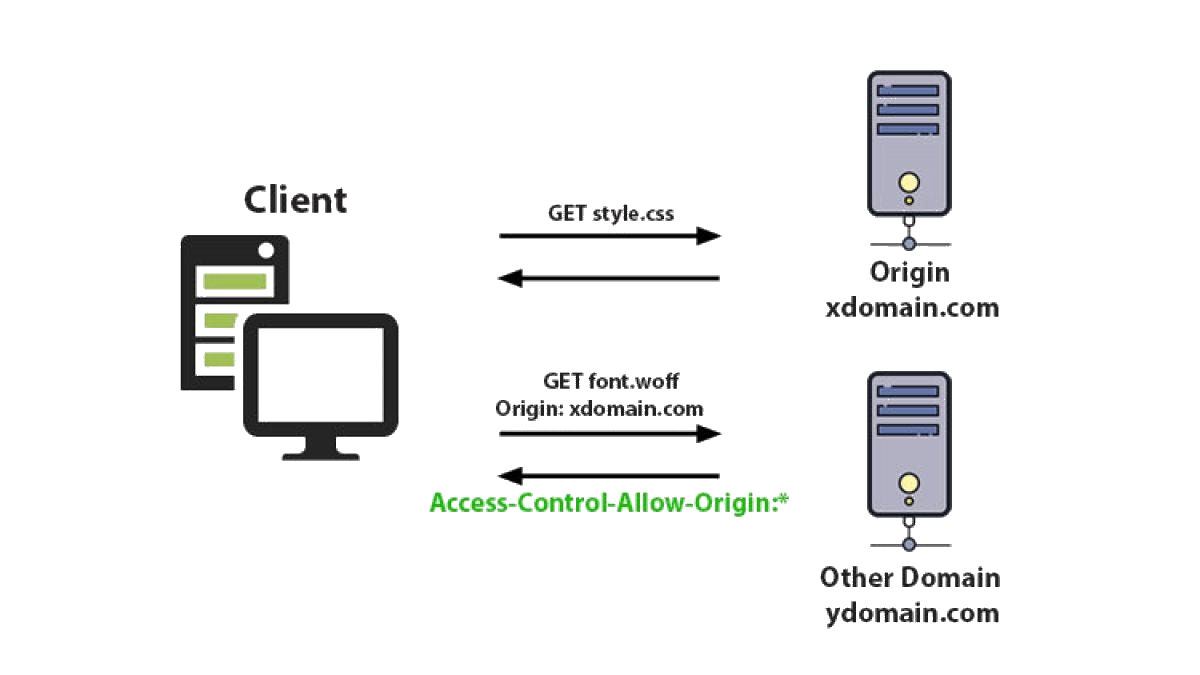 Client
GET style.css
Origin
xdomain.com
GET font.woff
Origin: xdomain.com
Access-Control-Allow-Origin:*
Other Domain
ydomain.com